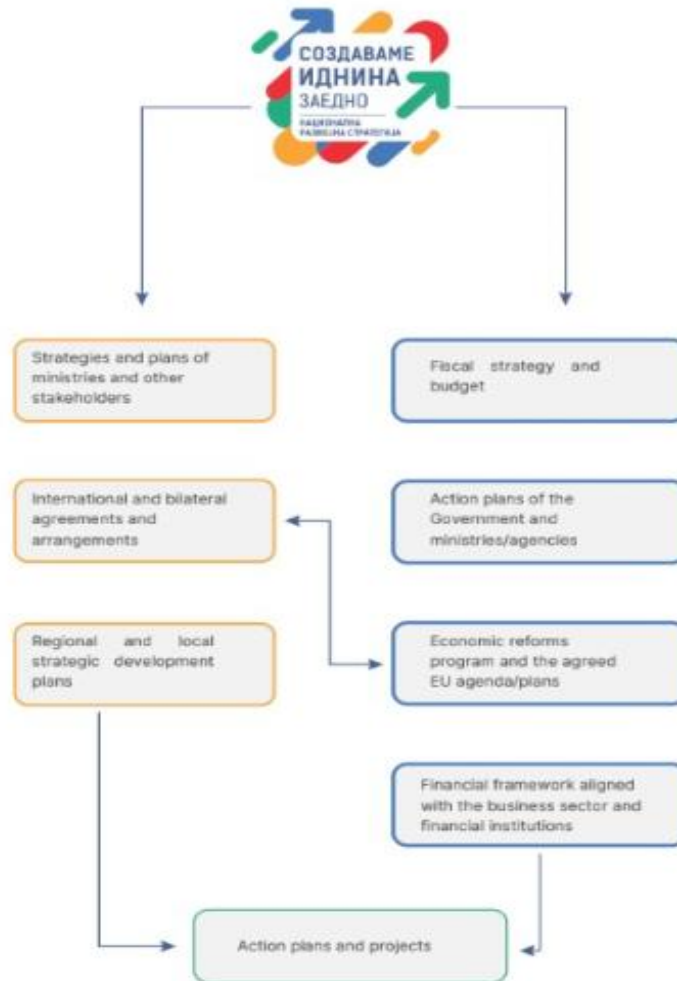 СОЗДАВАМЕ
ИДНИНА
ЗАЕДНО
НАЦИОНАЛНА
РАЗВОЈНА СТРАТЕГИЈА
Strategies and plans of
ministries and other
stakeholders
International and bilateral
agreements and
arrangements
Regional and local
strategic development
plans
Fiscal strategy and
budget
Action plans of the
Government and
ministries/agencies
Economic reforms
program and the agreed
EU agenda/plans
Financial framework aligned
with the business sector and
financial institutions
Action plans and projects